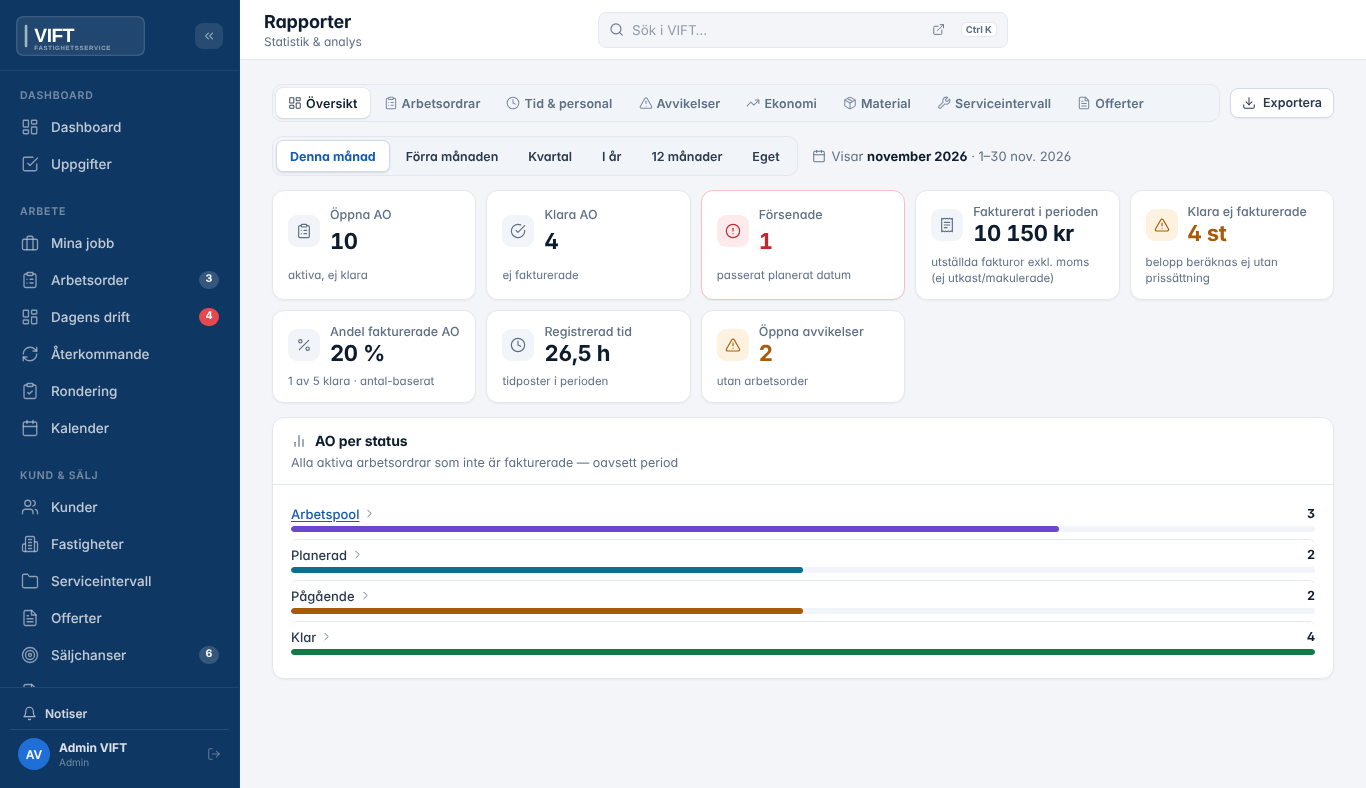 VIFT
FASTIGHETSSERVICE
DASHBOARD
Dashboard
Uppgifter
ARBETE
Mina jobb
Arbetsorder 3
Dagens drift 4
Återkommande
Rondering
Kalender
KUND & SÄLJ
Kunder
Fastigheter
Serviceintervall
Offerter
Säljchanser 6
Notiser
AV Admin VIFT
Admin
Rapporter
Statistik & analys
Sök i VIFT... Ctrl K
Översikt Arbetsordrar Tid & personal Avvikelser Ekonomi Material Serviceintervall Offerter Exportera
Denna månad Förra månaden Kvartal I år 12 månader Eget Visar november 2026 · 1–30 nov. 2026
Öppna AO
10
aktiva, ej klara
Klara AO
4
ej fakturerade
Försenade
1
passerat planerat datum
Fakturerat i perioden
10 150 kr
utställda fakturor exkl. moms
(ej utkast/makulerade)
Klara ej fakturerade
4 st
belopp beräknas ej utan
prissättning
Andel fakturerade AO
20 %
1 av 5 klara · antal-baserat
Registrerad tid
26,5 h
tidposter i perioden
Öppna avvikelser
2
utan arbetsorder
AO per status
Alla aktiva arbetsordrar som inte är fakturerade — oavsett period
Arbetspool 3
Planerad 2
Pågående 2
Klar 4